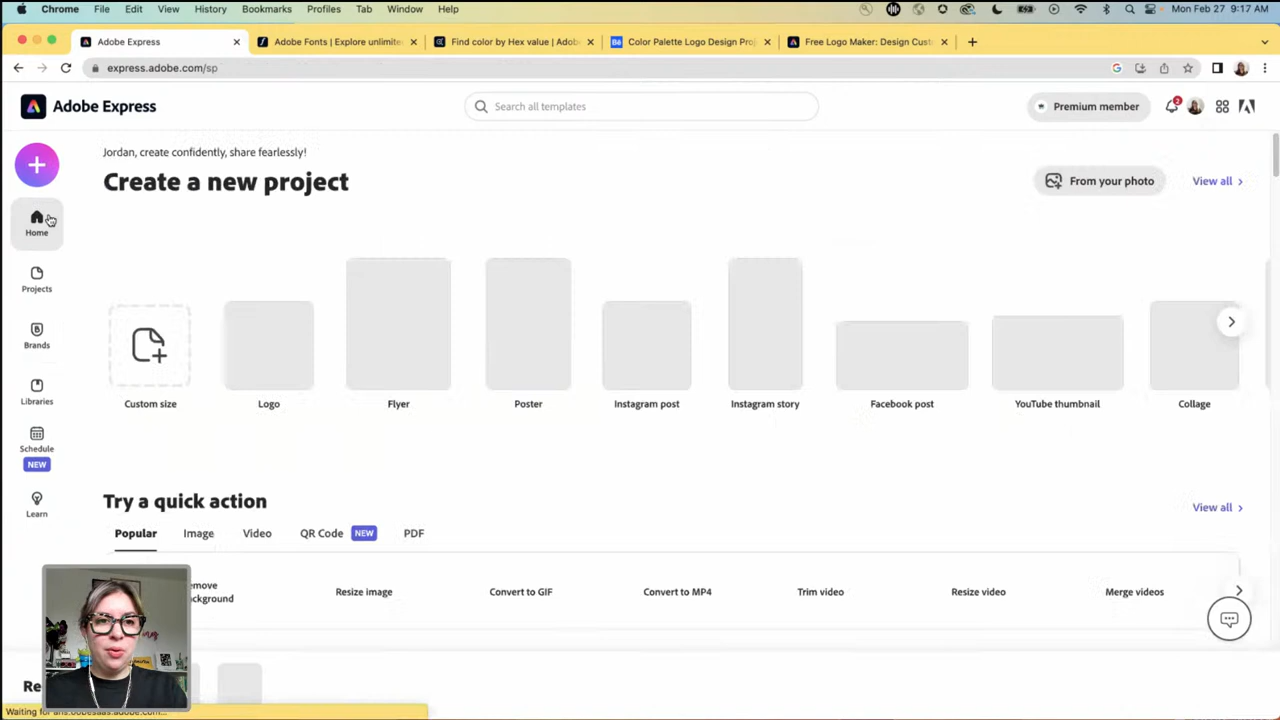 Chrome File Edit View History Bookmarks Profiles Tab Window Help Mon Feb 27 9:17 AM
Adobe Express
Adobe Fonts | Explore unlimite
Find color by Hex value | Adob
Color Palette Logo Design Proj
Free Logo Maker: Design Cust
express.adobe.com/sp
Adobe Express
Search all templates
Premium member
2
Jordan, create confidently, share fearlessly!
Create a new project
From your photo
View all
Home
Projects
Brands
Libraries
Schedule
NEW
Learn
Custom size
Logo
Flyer
Poster
Instagram post
Instagram story
Facebook post
YouTube thumbnail
Collage
Try a quick action
View all
Popular Image Video QR Code NEW PDF
emove
ckground
Resize image
Convert to GIF
Convert to MP4
Trim video
Resize video
Merge videos
Re